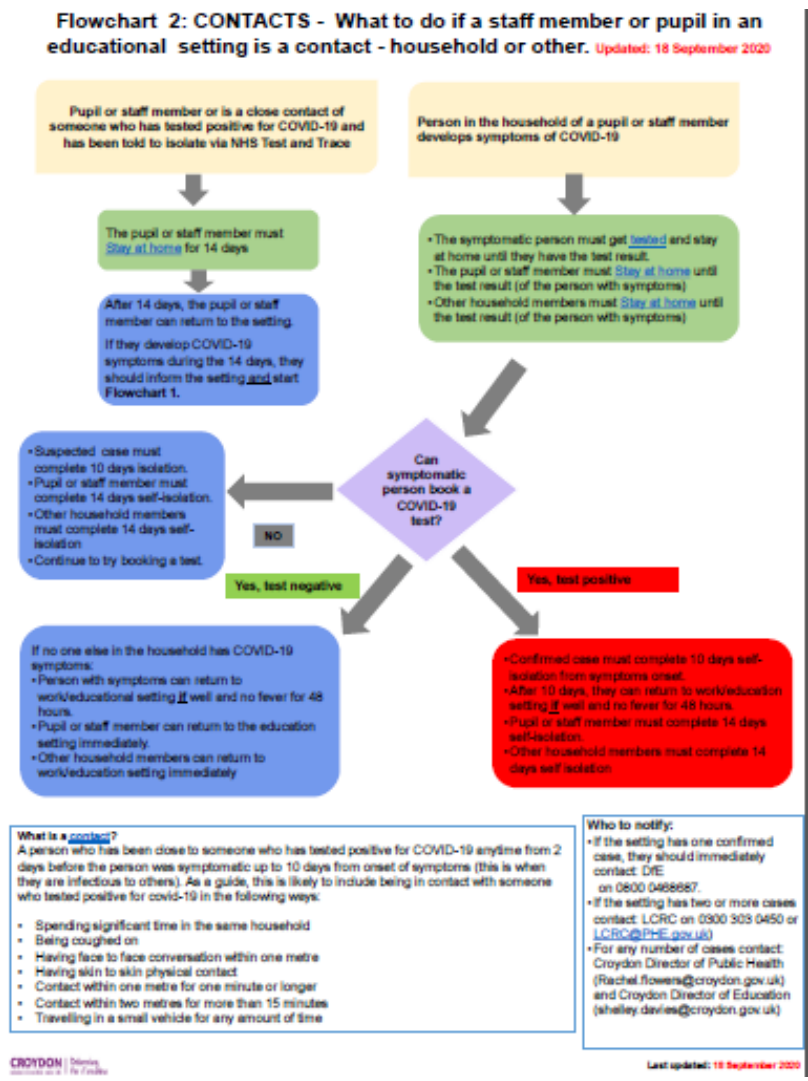 Flowchart 2: CONTACTS - What to do if a staff member or pupil in an
educational setting is a contact - household or other. Updated: 18 September 2020
Pupil or staff member or is a close contact of
someone who has tested positive for COVID-19 and
has been told to isolate via NHS Test and Trace
The pupil or staff member must
Stay at home for 14 days
After 14 days, the pupil or staff
member can return to the setting.
If they develop COVID-19
symptoms during the 14 days, they
should inform the setting and start
Flowchart 1.
Person in the household of a pupil or staff member
develops symptoms of COVID-19
• The symptomatic person must get tested and stay
at home until they have the test result.
• The pupil or staff member must Stay at home until
the test result (of the person with symptoms)
• Other household members must Stay at home until
the test result (of the person with symptoms)
Can
symptomatic
person book a
COVID-19
test?
NO
• Suspected case must
complete 10 days isolation.
• Pupil or staff member must
complete 14 days self-isolation.
• Other household members
must complete 14 days self-
isolation
• Continue to try booking a test.
Yes, test negative
If no one else in the household has COVID-19
symptoms:
• Person with symptoms can return to
work/educational setting if well and no fever for 48
hours.
• Pupil or staff member can return to the education
setting immediately.
• Other household members can return to
work/education setting immediately
Yes, test positive
• Confirmed case must complete 10 days self-
isolation from symptoms onset.
• After 10 days, they can return to work/education
setting if well and no fever for 48 hours.
• Pupil or staff member must complete 14 days
self-isolation.
• Other household members must complete 14
days self isolation
What is a contact?
A person who has been close to someone who has tested positive for COVID-19 anytime from 2
days before the person was symptomatic up to 10 days from onset of symptoms (this is when
they are infectious to others). As a guide, this is likely to include being in contact with someone
who tested positive for covid-19 in the following ways:
• Spending significant time in the same household
• Being coughed on
• Having face to face conversation within one metre
• Having skin to skin physical contact
• Contact within one metre for one minute or longer
• Contact within two metres for more than 15 minutes
• Travelling in a small vehicle for any amount of time
Who to notify:
• If the setting has one confirmed
case, they should immediately
contact: DfE
on 0800 0468687.
• If the setting has two or more cases
contact: LCRC on 0300 303 0450 or
LCRC@PHE.gov.uk)
• For any number of cases contact:
Croydon Director of Public Health
(Rachel.flowers@croydon.gov.uk)
and Croydon Director of Education
(shelley.davies@croydon.gov.uk)
CROYDON
Last updated: 18 September 2020